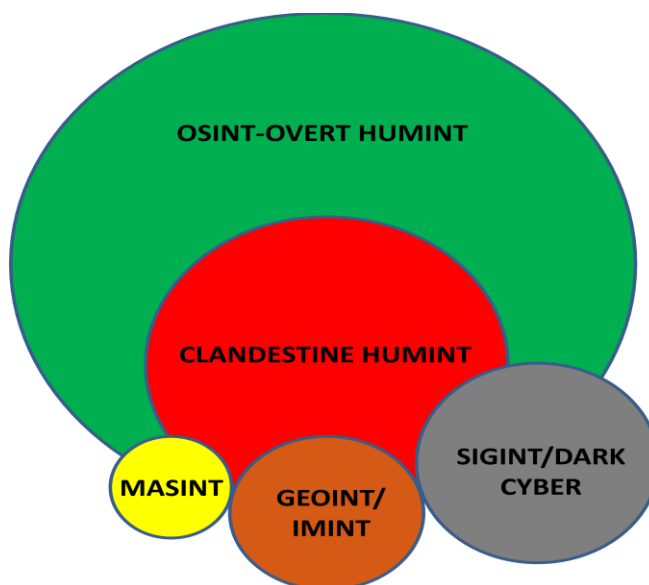 OSINT-OVERT HUMINT
CLANDESTINE HUMINT
MASINT
GEOINT/
IMINT
SIGINT/DARK
CYBER